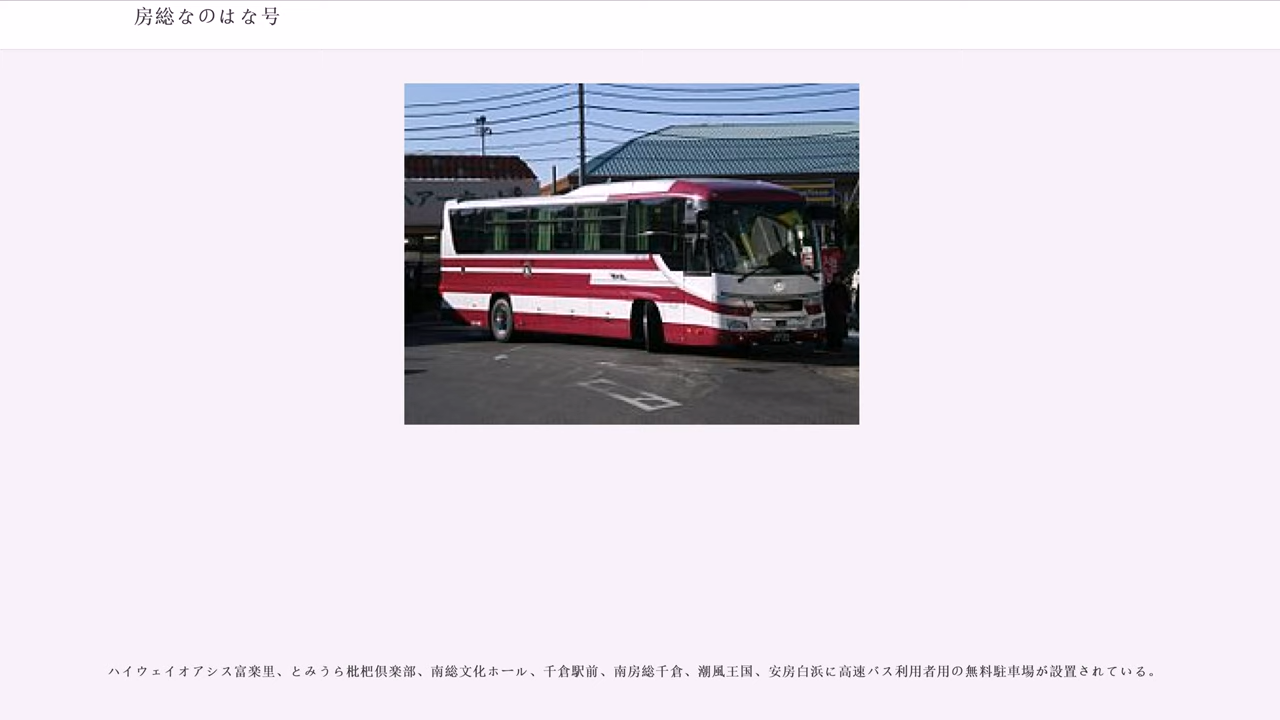 房総なのはな号
ハイウェイオアシス富楽里、とみうら枇杷倶楽部、南総文化ホール、千倉駅前、南房総千倉、潮風王国、安房白浜に高速バス利用者用の無料駐車場が設置されている。